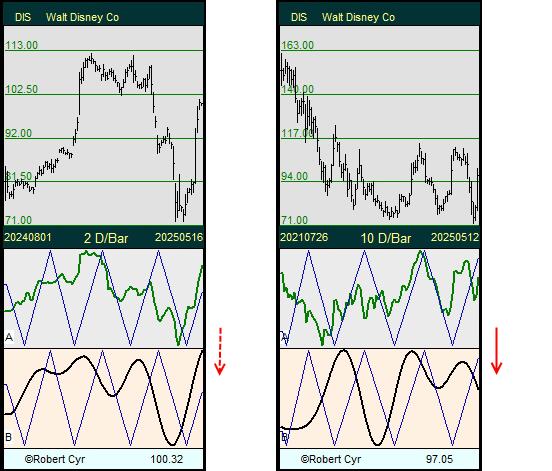 DIS Walt Disney Co
113.00
102.50
92.00
81.50
71.00
20240801 2 D/Bar 20250516
A
B
©Robert Cyr 100.32
DIS Walt Disney Co
163.00
140.00
117.00
94.00
71.00
20210726 10 D/Bar 20250512
A
B
©Robert Cyr 97.05